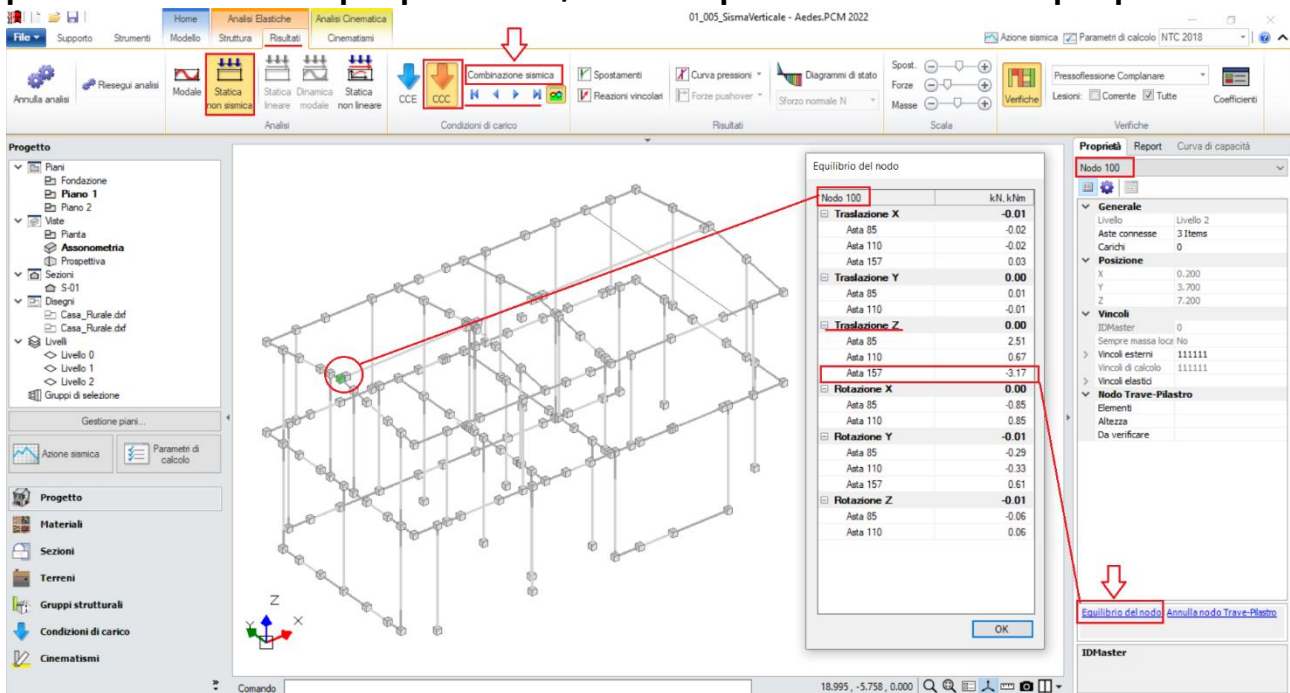 01_005_SismaVerticale - Aedes.PCM 2022
Home Analisi Elastiche Analisi Cinematica
File Supporto Strumenti Modello Struttura Risultati Cinematismi
Azione sismica Parametri di calcolo NTC 2018
Annulla analisi
Riesegui analisi
Modale
Statica non sismica
Statica lineare
Dinamica modale
Statica non lineare
Analisi
CCE
CCC
Combinazione sismica
Condizioni di carico
Spostamenti
Reazioni vincolari
Curva pressioni
Forze pushover
Diagrammi di stato
Sforzo normale N
Risultati
Spost.
Forze
Masse
Scala
Verifiche
Pressoflessione Complanare
Lesioni: Corrente Tutte
Coefficienti
Verifiche
Progetto
Piani
Fondazione
Piano 1
Piano 2
Viste
Pianta
Assonometria
Prospettiva
Sezioni
S-01
Disegni
Casa_Rurale.dxf
Casa_Rurale.dxf
Livelli
Livello 0
Livello 1
Livello 2
Gruppi di selezione
Gestione piani...
Azione sismica
Parametri di calcolo
Progetto
Materiali
Sezioni
Terreni
Gruppi strutturali
Condizioni di carico
Cinematismi
Z
Y X
Equilibrio del nodo
Nodo 100 kN, kNm
Traslazione X -0.01
Asta 85 -0.02
Asta 110 -0.02
Asta 157 0.03
Traslazione Y 0.00
Asta 85 0.01
Asta 110 -0.01
Traslazione Z 0.00
Asta 85 2.51
Asta 110 0.67
Asta 157 -3.17
Rotazione X 0.00
Asta 85 -0.85
Asta 110 0.85
Rotazione Y -0.01
Asta 85 -0.29
Asta 110 -0.33
Asta 157 0.61
Rotazione Z -0.01
Asta 85 -0.06
Asta 110 0.06
OK
Proprietà Report Curva di capacità
Nodo 100
Generale
Livello Livello 2
Aste connesse 3 Items
Carichi 0
Posizione
X 0.200
Y 3.700
Z 7.200
Vincoli
IDMaster 0
Sempre massa loca No
Vincoli esterni 111111
Vincoli di calcolo 111111
Vincoli elastici
Nodo Trave-Pilastro
Elementi
Altezza
Da verificare
Equilibrio del nodo Annulla nodo Trave-Pilastro
IDMaster
Comando
18.995 , -5.758 , 0.000